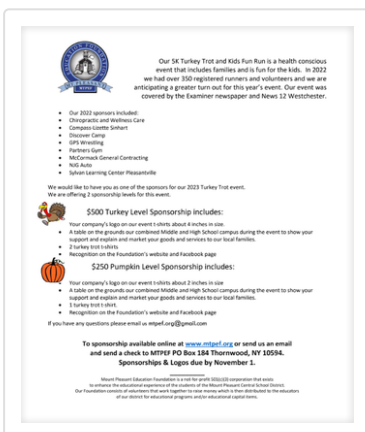 EDUCATION FOUNDATION
MTPEF
Our 5K Turkey Trot and Kids Fun Run is a health conscious
event that includes families and is fun for the kids. In 2022
we had over 350 registered runners and volunteers and we are
anticipating a greater turn out for this year's event. Our event was
covered by the Examiner newspaper and News 12 Westchester.
• Our 2022 sponsors included:
• Chiropractic and Wellness Care
• Compass-Lizette Sinhart
• Discover Camp
• GPS Wrestling
• Partners Gym
• McCormack General Contracting
• NJG Auto
• Sylvan Learning Center Pleasantville
We would like to have you as one of the sponsors for our 2023 Turkey Trot event.
We are offering 2 sponsorship levels for this event.
$500 Turkey Level Sponsorship includes:
Your company's logo on our event t-shirts about 4 inches in size.
• A table on the grounds our combined Middle and High School campus during the event to show your
support and explain and market your goods and services to our local families.
• 2 turkey trot t-shirts
• Recognition on the Foundation's website and Facebook page
$250 Pumpkin Level Sponsorship includes:
• Your company's logo on our event t-shirts about 2 inches in size
• A table on the grounds of our combined Middle and High School campus during the event to show your
support and explain and market your goods and services to our local families.
• 1 turkey trot t-shirt.
• Recognition on the Foundation's website and Facebook page
If you have any questions please email us mtpef.org@gmail.com
To sponsorship available online at www.mtpef.org or send us an email
and send a check to MTPEF PO Box 184 Thornwood, NY 10594.
Sponsorships & Logos due by November 1.
Mount Pleasant Education Foundation is a not-for-profit 501(c)(3) corporation that exists
to enhance the educational experience of the students of the Mount Pleasant Central School District.
Our Foundation consists of volunteers that work together to raise money which is then distributed to the educators
of our district for educational programs and/or educational capital items.